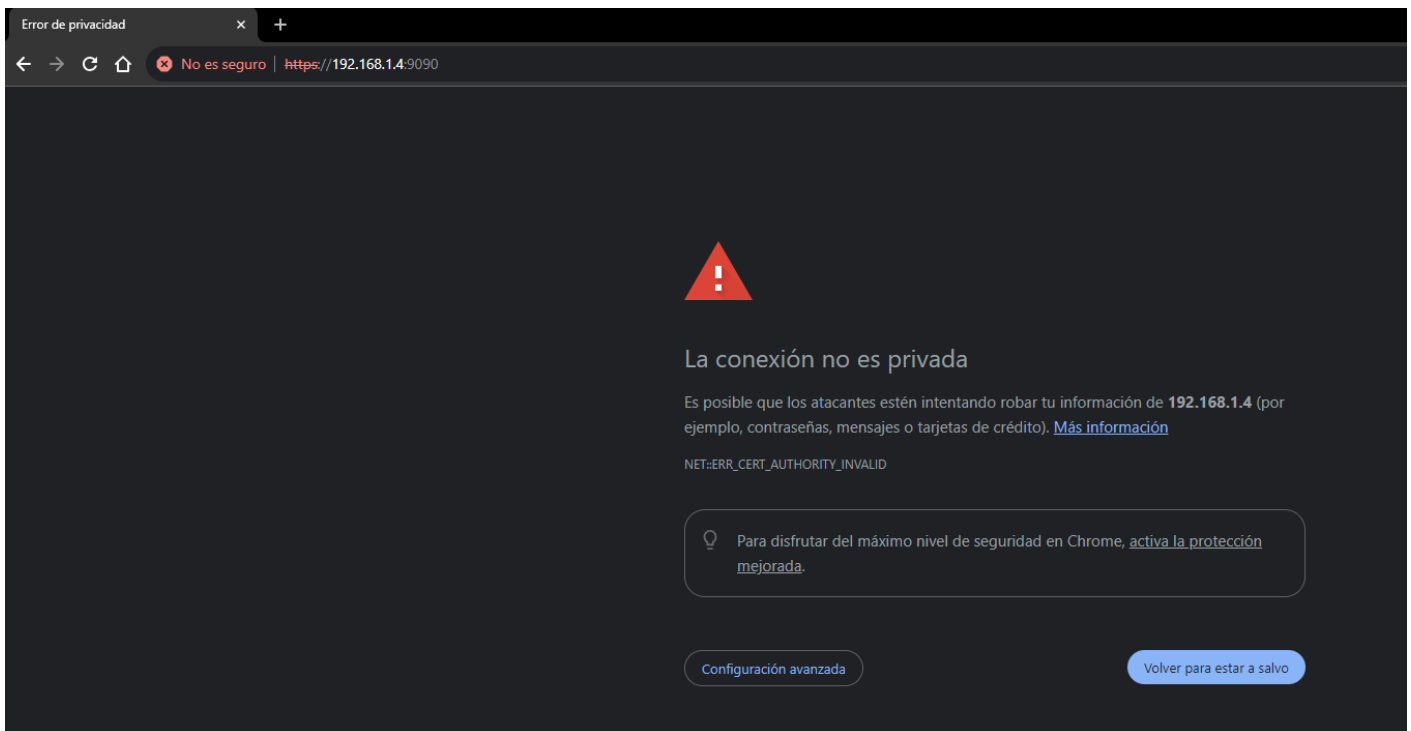 Error de privacidad
No es seguro | https://192.168.1.4:9090
La conexión no es privada
Es posible que los atacantes estén intentando robar tu información de 192.168.1.4 (por
ejemplo, contraseñas, mensajes o tarjetas de crédito). Más información
NET::ERR_CERT_AUTHORITY_INVALID
Para disfrutar del máximo nivel de seguridad en Chrome, activa la protección
mejorada.
Configuración avanzada
Volver para estar a salvo